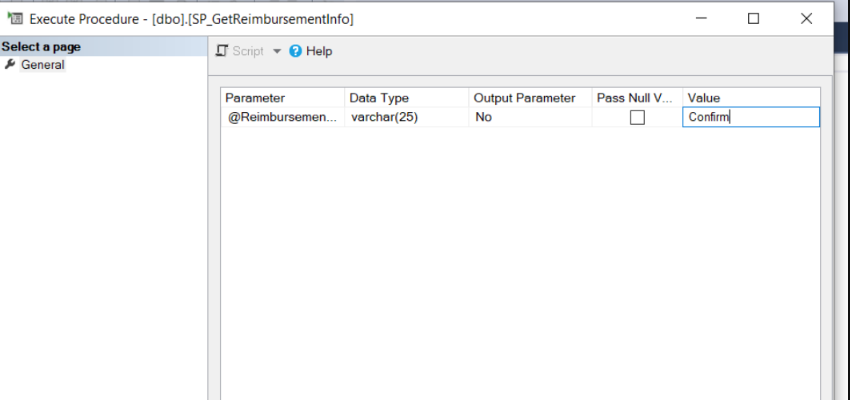 Execute Procedure - [dbo].[SP_GetReimbursementInfo]
Select a page
General
Script Help
Parameter Data Type Output Parameter Pass Null V... Value
@Reimbursemen... varchar(25) No Confirm